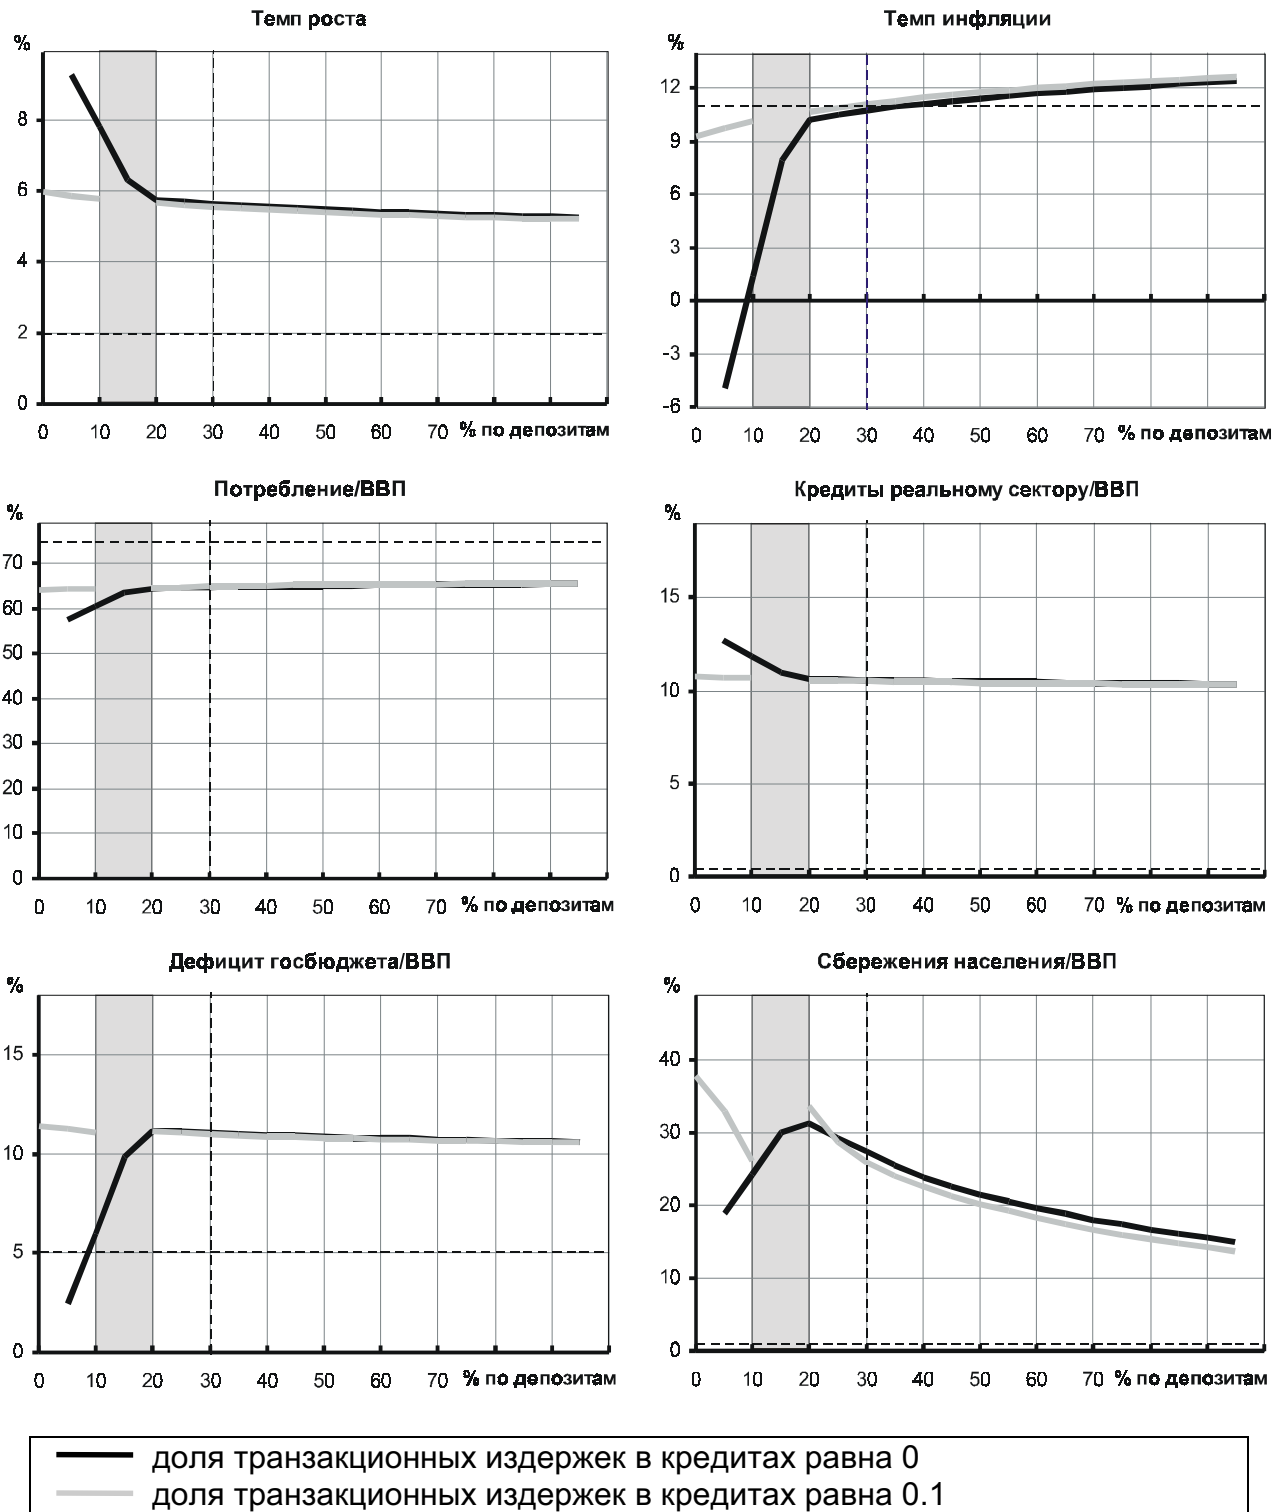 Темп роста
%
8
6
4
2
0
0 10 20 30 40 50 60 70 % по депозитам
Темп инфляции
%
12
9
6
3
0
-3
-6
0 10 20 30 40 50 60 70 % по депозитам
Потребление/ВВП
%
70
60
50
40
30
20
10
0
0 10 20 30 40 50 60 70 % по депозитам
Кредиты реальному сектору/ВВП
%
15
10
5
0
0 10 20 30 40 50 60 70 % по депозитам
Дефицит госбюджета/ВВП
%
15
10
5
0
0 10 20 30 40 50 60 70 % по депозитам
Сбережения населения/ВВП
%
40
30
20
10
0
0 10 20 30 40 50 60 70 % по депозитам
доля транзакционных издержек в кредитах равна 0
доля транзакционных издержек в кредитах равна 0.1